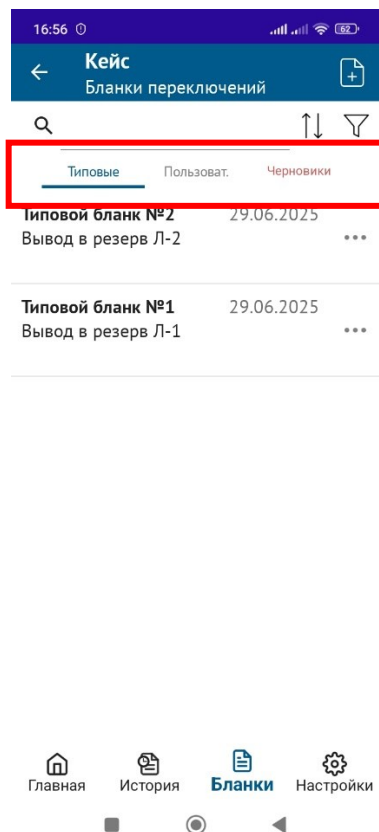 16:56
62
Кейс
Бланки переключений
Типовые Пользоват. Черновики
Типовой бланк №2 29.06.2025
Вывод в резерв Л-2
Типовой бланк №1 29.06.2025
Вывод в резерв Л-1
Главная История Бланки Настройки